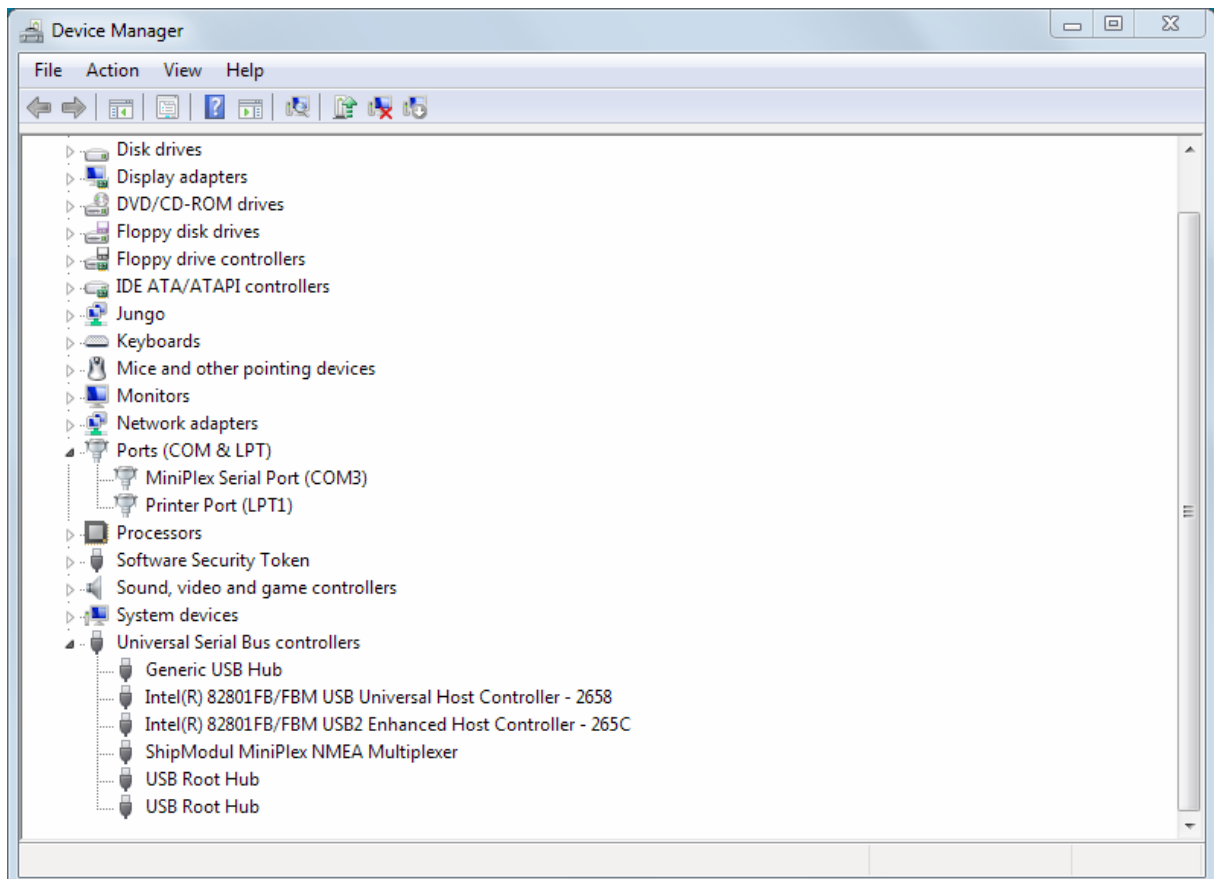 Device Manager
File Action View Help
Disk drives
Display adapters
DVD/CD-ROM drives
Floppy disk drives
Floppy drive controllers
IDE ATA/ATAPI controllers
Jungo
Keyboards
Mice and other pointing devices
Monitors
Network adapters
Ports (COM & LPT)
MiniPlex Serial Port (COM3)
Printer Port (LPT1)
Processors
Software Security Token
Sound, video and game controllers
System devices
Universal Serial Bus controllers
Generic USB Hub
Intel(R) 82801FB/FBM USB Universal Host Controller - 2658
Intel(R) 82801FB/FBM USB2 Enhanced Host Controller - 265C
ShipModul MiniPlex NMEA Multiplexer
USB Root Hub
USB Root Hub